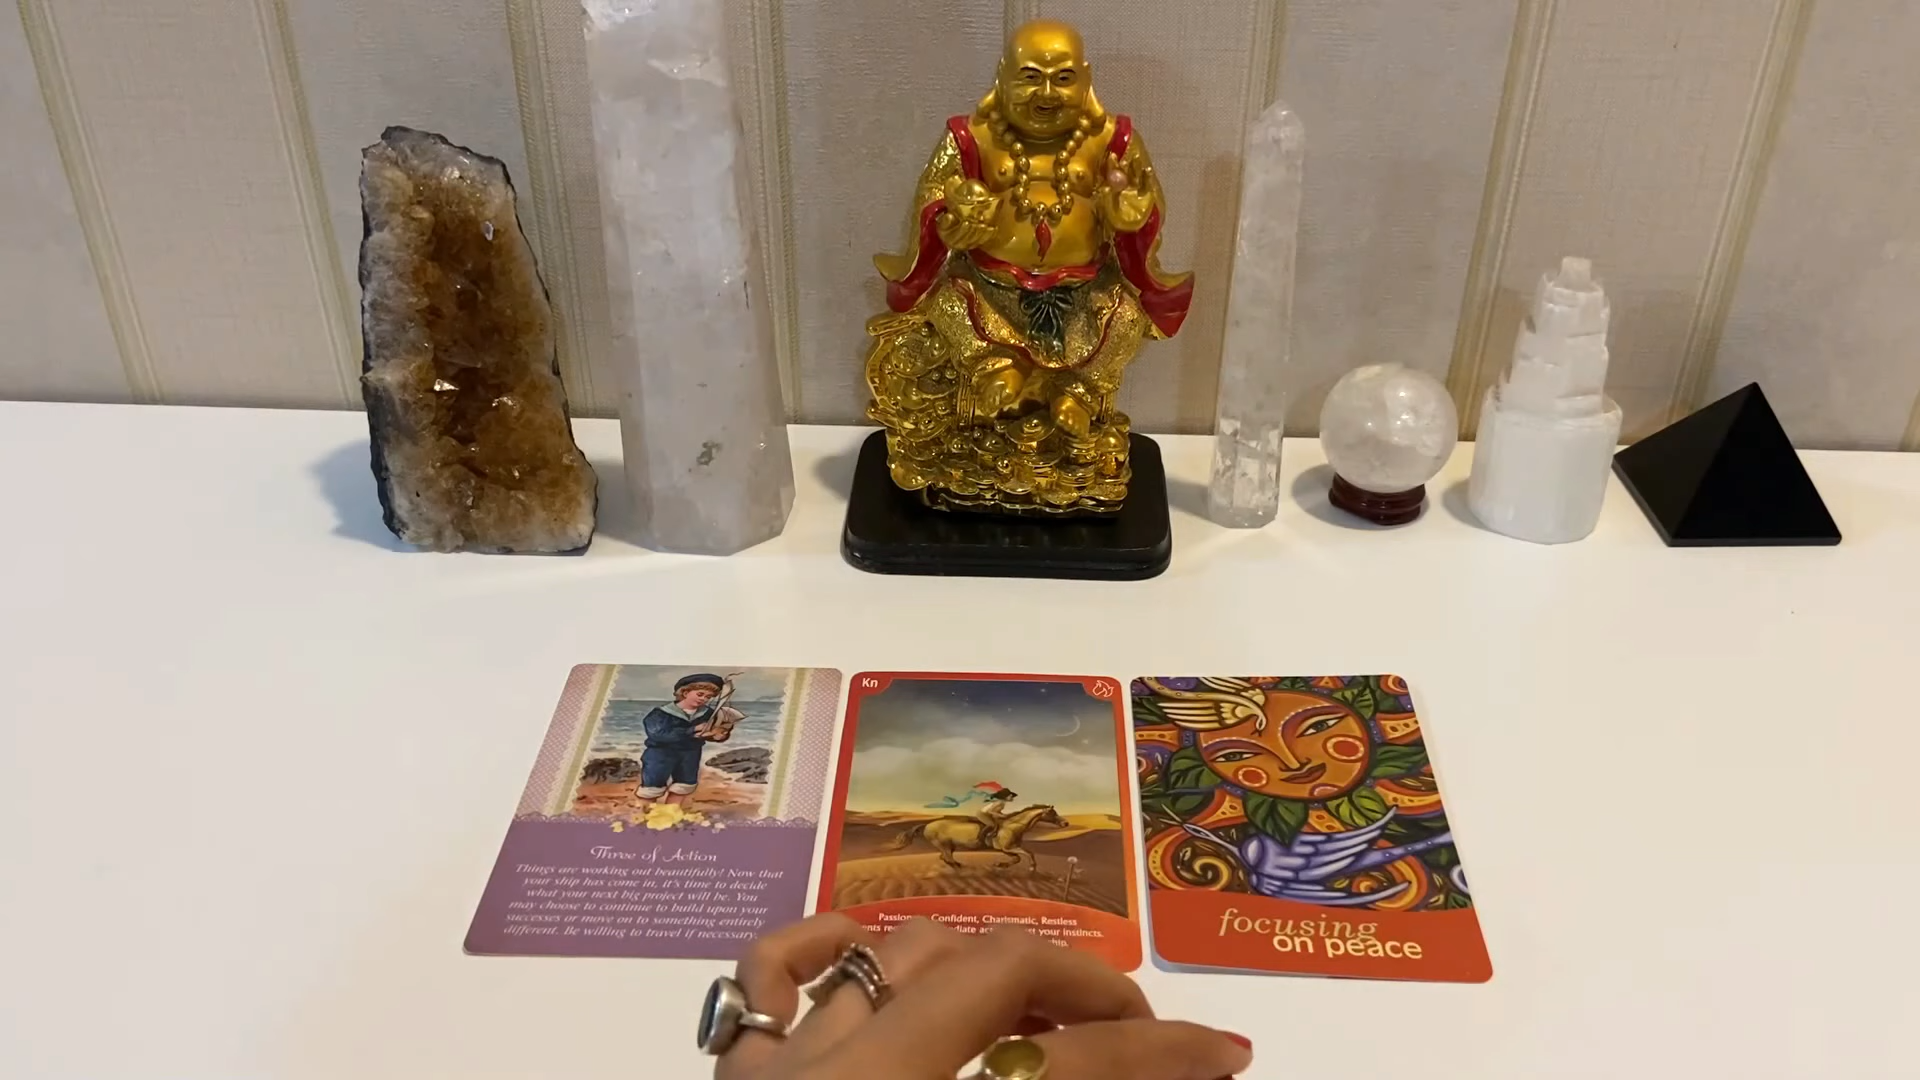 Three of Action
Things are working out beautifully! Now that
your ship has come in, it's time to decide
what your next big project will be. You
may choose to continue to build upon your
successes or move on to something entirely
different. Be willing to travel if necessary.
Kn
Confident, Charismatic, Restless
your instincts.
focusing
on peace